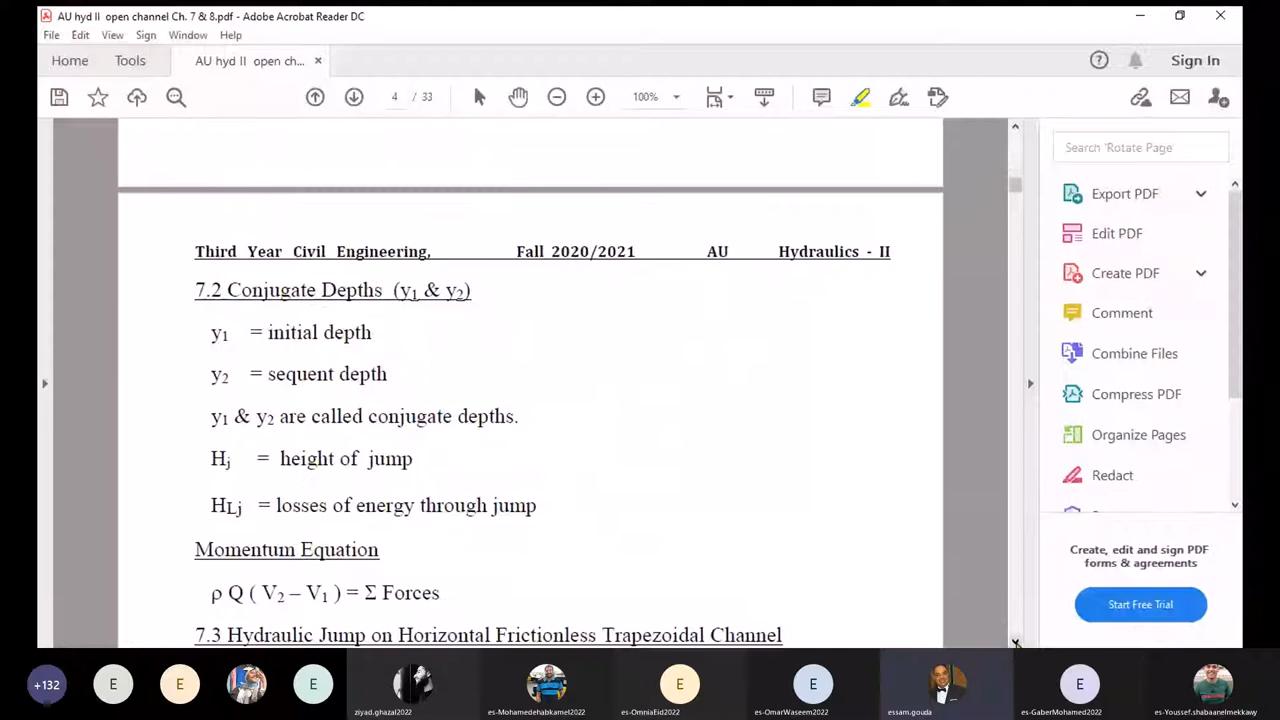 AU hyd II open channel Ch. 7 & 8.pdf - Adobe Acrobat Reader DC
File Edit View Sign Window Help
Home Tools AU hyd II open ch... × Sign In
4 / 33 100%
Search 'Rotate Page'
Export PDF
Edit PDF
Create PDF
Comment
Combine Files
Compress PDF
Organize Pages
Redact
Create, edit and sign PDF
forms & agreements
Start Free Trial
Third Year Civil Engineering, Fall 2020/2021 AU Hydraulics - II
7.2 Conjugate Depths (y1 & y2)
y1 = initial depth
y2 = sequent depth
y1 & y2 are called conjugate depths.
Hj = height of jump
HLj = losses of energy through jump
Momentum Equation
ρ Q ( V2 – V1 ) = Σ Forces
7.3 Hydraulic Jump on Horizontal Frictionless Trapezoidal Channel
+132 E E E E E E
ziyad.ghazal2022 es-Mohamedehabkamel2022 es-OmniaEid2022 es-OmarWaseem2022 essam.gouda es-GaberMohamed2022 es-Youssef.shabaanelmekkawy